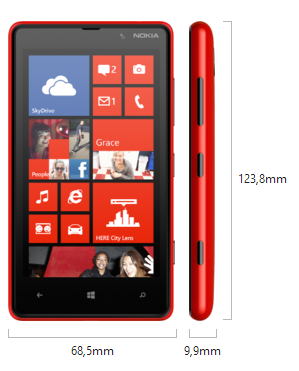 NOKIA
2
SkyDrive
1
Grace
People
HERE City Lens
123,8mm
68,5mm
9,9mm